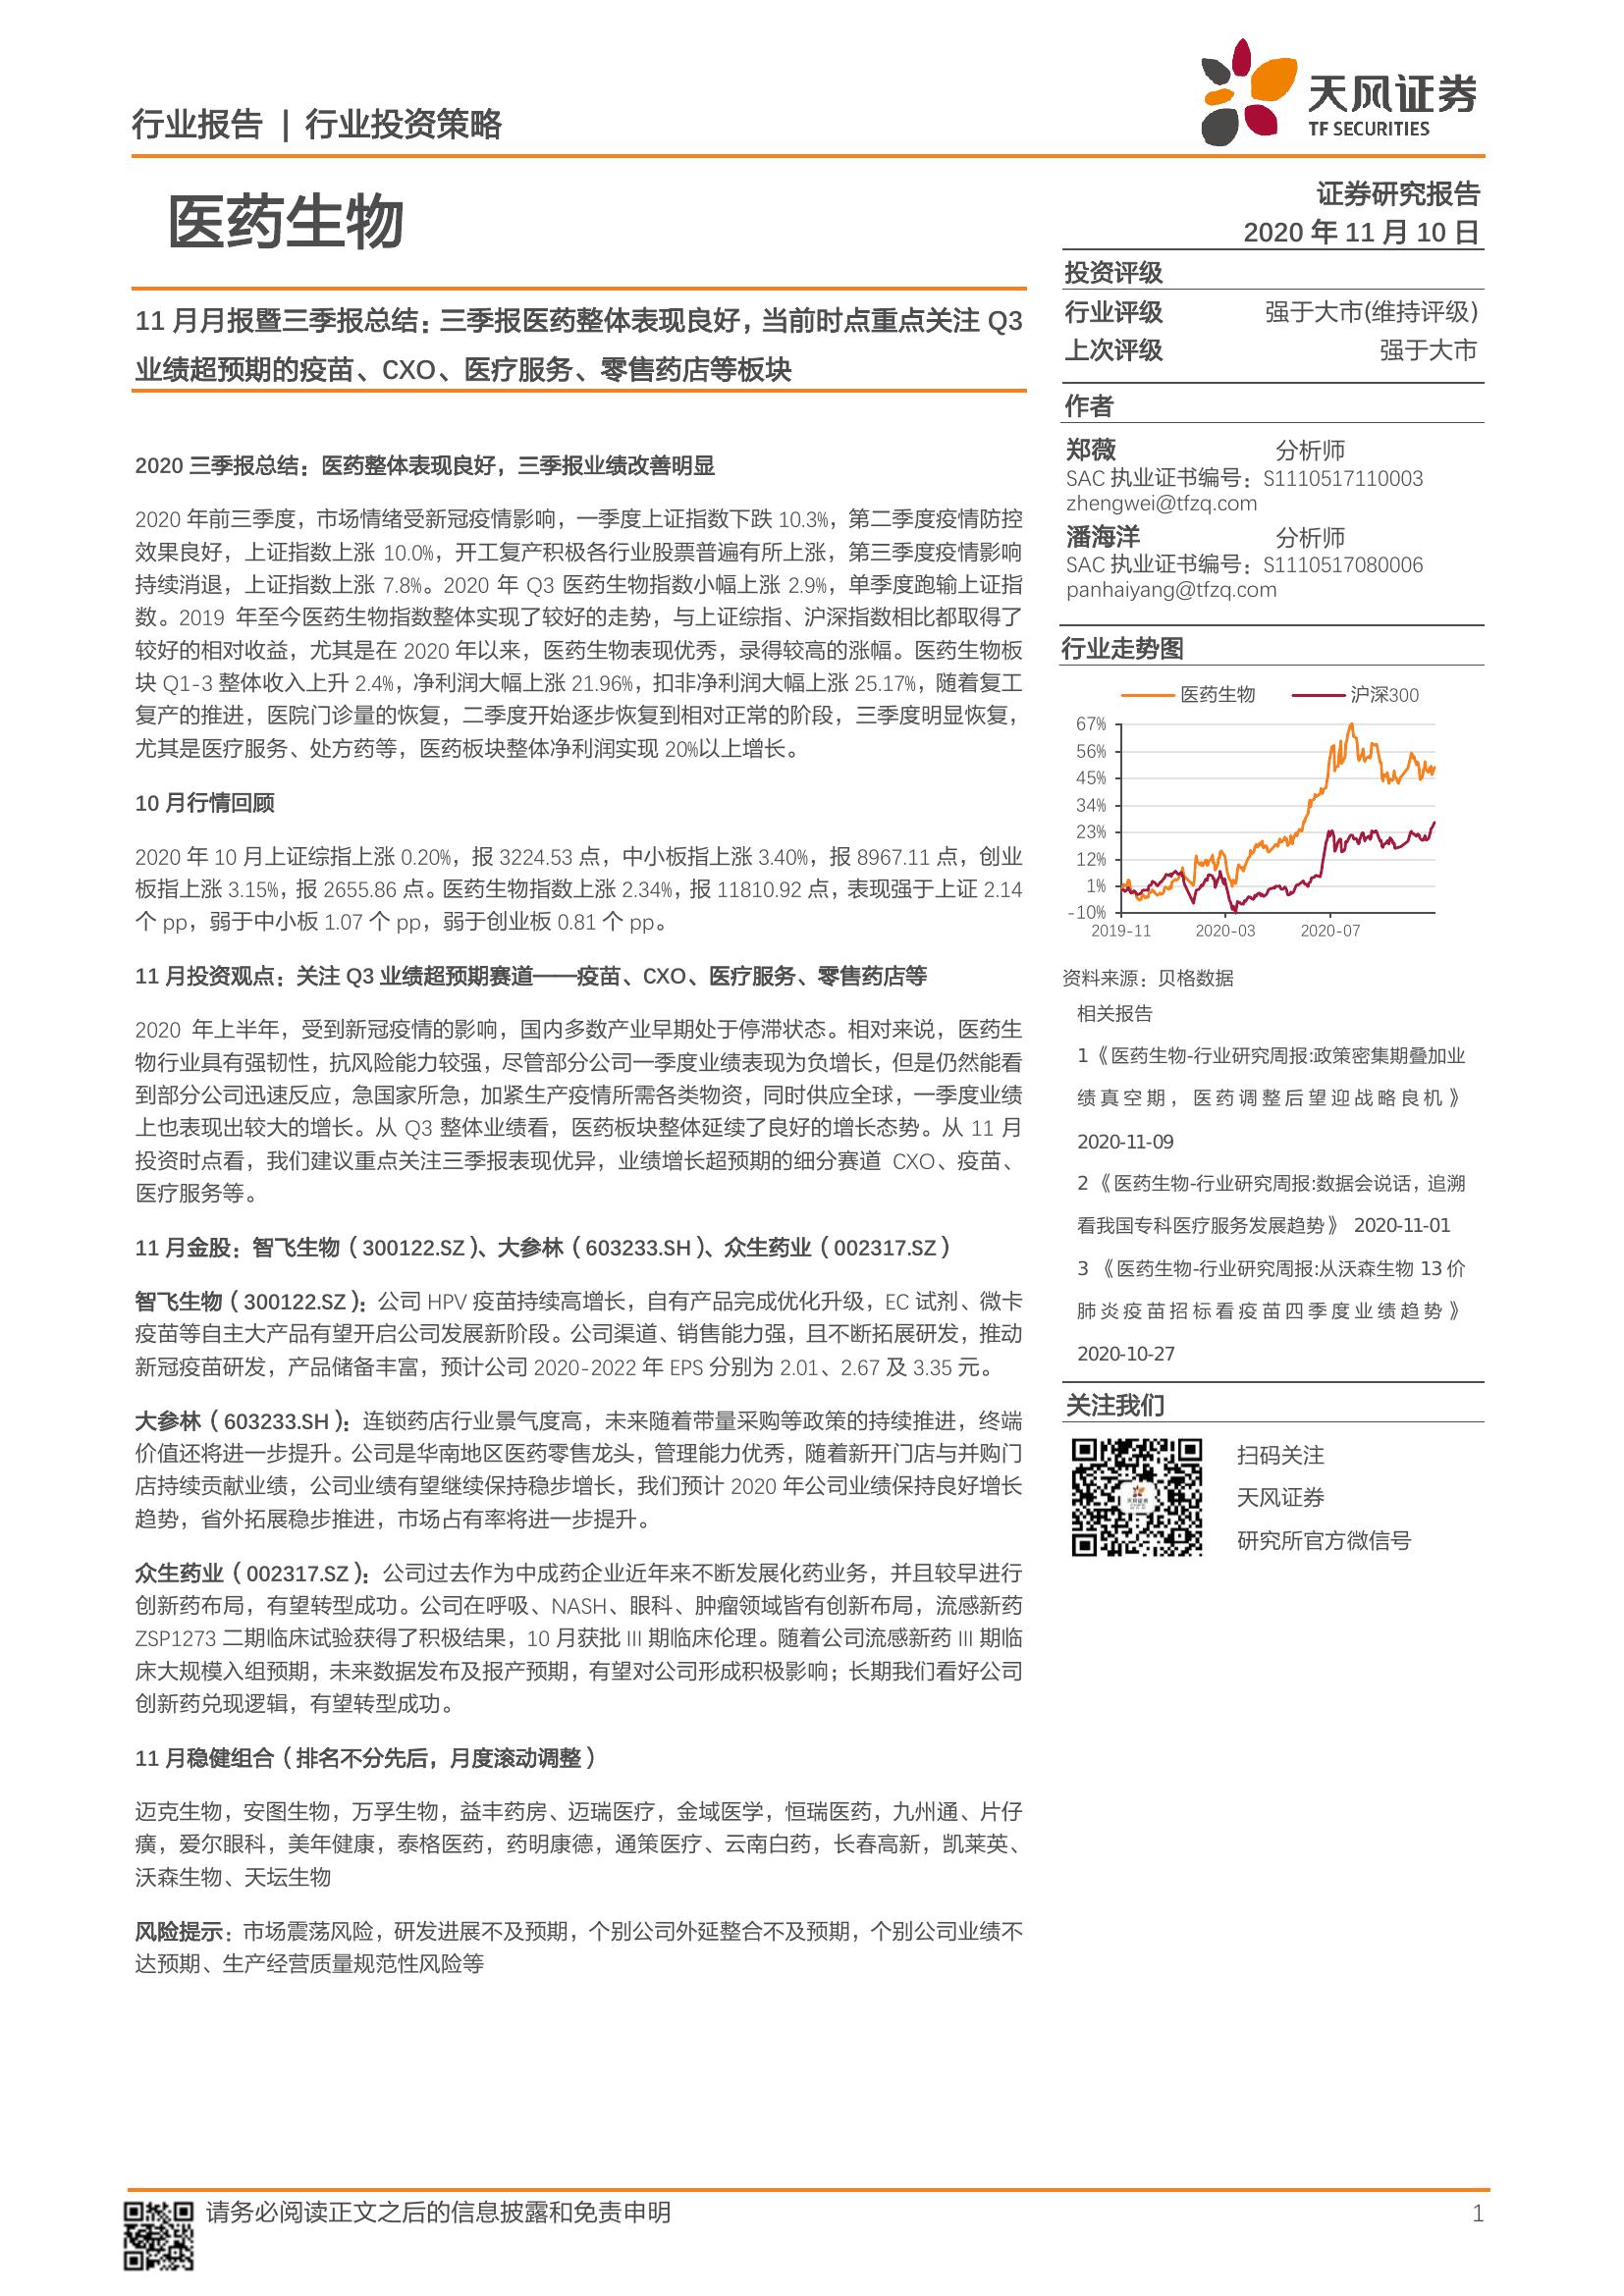 行业报告 | 行业投资策略
天风证券
TF SECURITIES
医药生物
证券研究报告
2020 年 11 月 10 日
11 月月报暨三季报总结：三季报医药整体表现良好，当前时点重点关注 Q3
业绩超预期的疫苗、CXO、医疗服务、零售药店等板块
2020 三季报总结：医药整体表现良好，三季报业绩改善明显
2020 年前三季度，市场情绪受新冠疫情影响，一季度上证指数下跌 10.3%，第二季度疫情防控
效果良好，上证指数上涨 10.0%，开工复产积极各行业股票普遍有所上涨，第三季度疫情影响
持续消退，上证指数上涨 7.8%。2020 年 Q3 医药生物指数小幅上涨 2.9%，单季度跑输上证指
数。2019 年至今医药生物指数整体实现了较好的走势，与上证综指、沪深指数相比都取得了
较好的相对收益，尤其是在 2020 年以来，医药生物表现优秀，录得较高的涨幅。医药生物板
块 Q1-3 整体收入上升 2.4%，净利润大幅上涨 21.96%，扣非净利润大幅上涨 25.17%，随着复工
复产的推进，医院门诊量的恢复，二季度开始逐步恢复到相对正常的阶段，三季度明显恢复，
尤其是医疗服务、处方药等，医药板块整体净利润实现 20%以上增长。
10 月行情回顾
2020 年 10 月上证综指上涨 0.20%，报 3224.53 点，中小板指上涨 3.40%，报 8967.11 点，创业
板指上涨 3.15%，报 2655.86 点。医药生物指数上涨 2.34%，报 11810.92 点，表现强于上证 2.14
个 pp，弱于中小板 1.07 个 pp，弱于创业板 0.81 个 pp。
11 月投资观点：关注 Q3 业绩超预期赛道——疫苗、CXO、医疗服务、零售药店等
2020 年上半年，受到新冠疫情的影响，国内多数产业早期处于停滞状态。相对来说，医药生
物行业具有强韧性，抗风险能力较强，尽管部分公司一季度业绩表现为负增长，但是仍然能看
到部分公司迅速反应，急国家所急，加紧生产疫情所需各类物资，同时供应全球，一季度业绩
上也表现出较大的增长。从 Q3 整体业绩看，医药板块整体延续了良好的增长态势。从 11 月
投资时点看，我们建议重点关注三季报表现优异，业绩增长超预期的细分赛道 CXO、疫苗、
医疗服务等。
11 月金股：智飞生物（300122.SZ）、大参林（603233.SH）、众生药业（002317.SZ）
智飞生物（300122.SZ）：公司 HPV 疫苗持续高增长，自有产品完成优化升级，EC 试剂、微卡
疫苗等自主大产品有望开启公司发展新阶段。公司渠道、销售能力强，且不断拓展研发，推动
新冠疫苗研发，产品储备丰富，预计公司 2020-2022 年 EPS 分别为 2.01、2.67 及 3.35 元。
大参林（603233.SH）：连锁药店行业景气度高，未来随着带量采购等政策的持续推进，终端
价值还将进一步提升。公司是华南地区医药零售龙头，管理能力优秀，随着新开门店与并购门
店持续贡献业绩，公司业绩有望继续保持稳步增长，我们预计 2020 年公司业绩保持良好增长
趋势，省外拓展稳步推进，市场占有率将进一步提升。
众生药业（002317.SZ）：公司过去作为中成药企业近年来不断发展化药业务，并且较早进行
创新药布局，有望转型成功。公司在呼吸、NASH、眼科、肿瘤领域皆有创新布局，流感新药
ZSP1273 二期临床试验获得了积极结果，10 月获批 III 期临床伦理。随着公司流感新药 III 期临
床大规模入组预期，未来数据发布及报产预期，有望对公司形成积极影响；长期我们看好公司
创新药兑现逻辑，有望转型成功。
11 月稳健组合（排名不分先后，月度滚动调整）
迈克生物，安图生物，万孚生物，益丰药房、迈瑞医疗，金域医学，恒瑞医药，九州通、片仔
癀，爱尔眼科，美年健康，泰格医药，药明康德，通策医疗、云南白药，长春高新，凯莱英、
沃森生物、天坛生物
风险提示：市场震荡风险，研发进展不及预期，个别公司外延整合不及预期，个别公司业绩不
达预期、生产经营质量规范性风险等
投资评级
行业评级 强于大市(维持评级)
上次评级 强于大市
作者
郑薇 分析师
SAC 执业证书编号：S1110517110003
zhengwei@tfzq.com
潘海洋 分析师
SAC 执业证书编号：S1110517080006
panhaiyang@tfzq.com
行业走势图
医药生物 沪深300
67%
56%
45%
34%
23%
12%
1%
-10%
2019-11 2020-03 2020-07
资料来源：贝格数据
相关报告
1 《医药生物-行业研究周报:政策密集期叠加业
绩真空期，医药调整后望迎战略良机》
2020-11-09
2 《医药生物-行业研究周报:数据会说话，追溯
看我国专科医疗服务发展趋势》 2020-11-01
3 《医药生物-行业研究周报:从沃森生物 13 价
肺炎疫苗招标看疫苗四季度业绩趋势》
2020-10-27
关注我们
扫码关注
天风证券
研究所官方微信号
请务必阅读正文之后的信息披露和免责申明 1